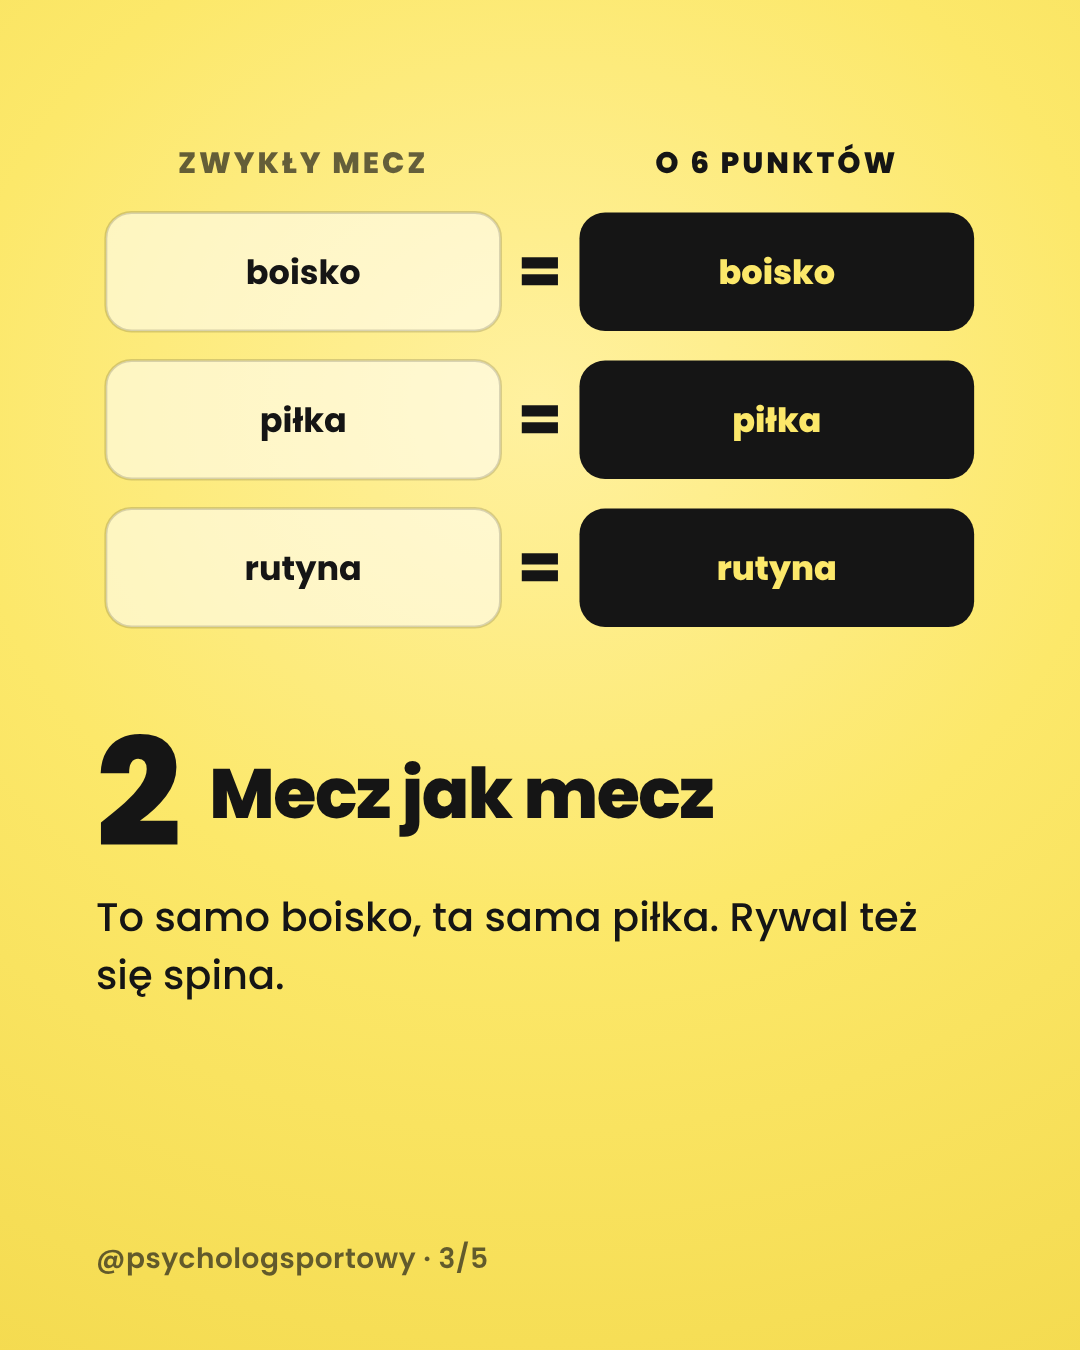 ZWYKŁY MECZ O 6 PUNKTÓW
boisko = boisko
piłka = piłka
rutyna = rutyna
2 Mecz jak mecz
To samo boisko, ta sama piłka. Rywal też
się spina.
@psychologsportowy · 3/5